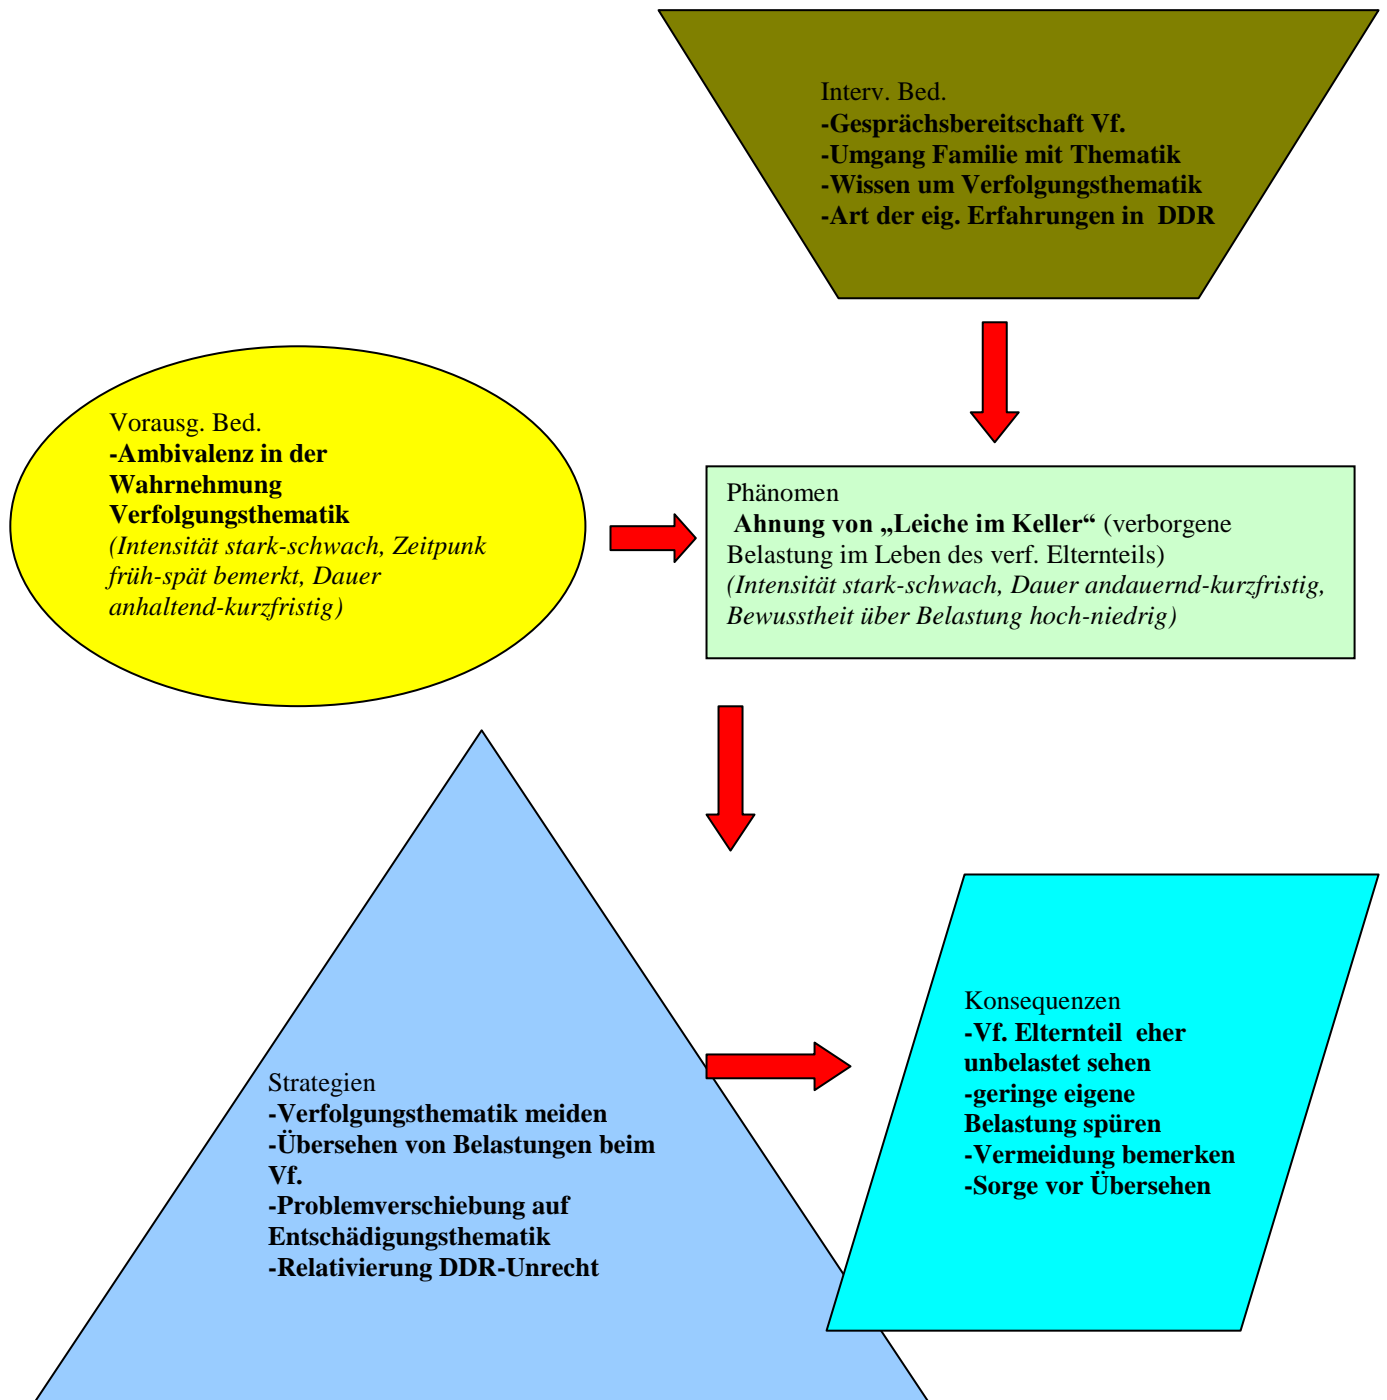 Interv. Bed.
-Gesprächsbereitschaft Vf.
-Umgang Familie mit Thematik
-Wissen um Verfolgungsthematik
-Art der eig. Erfahrungen in DDR
Vorausg. Bed.
-Ambivalenz in der
Wahrnehmung
Verfolgungsthematik
(Intensität stark-schwach, Zeitpunk
früh-spät bemerkt, Dauer
anhaltend-kurzfristig)
Phänomen
Ahnung von „Leiche im Keller“ (verborgene
Belastung im Leben des verf. Elternteils)
(Intensität stark-schwach, Dauer andauernd-kurzfristig,
Bewusstheit über Belastung hoch-niedrig)
Strategien
-Verfolgungsthematik meiden
-Übersehen von Belastungen beim
Vf.
-Problemverschiebung auf
Entschädigungsthematik
-Relativierung DDR-Unrecht
Konsequenzen
-Vf. Elternteil eher
unbelastet sehen
-geringe eigene
Belastung spüren
-Vermeidung bemerken
-Sorge vor Übersehen